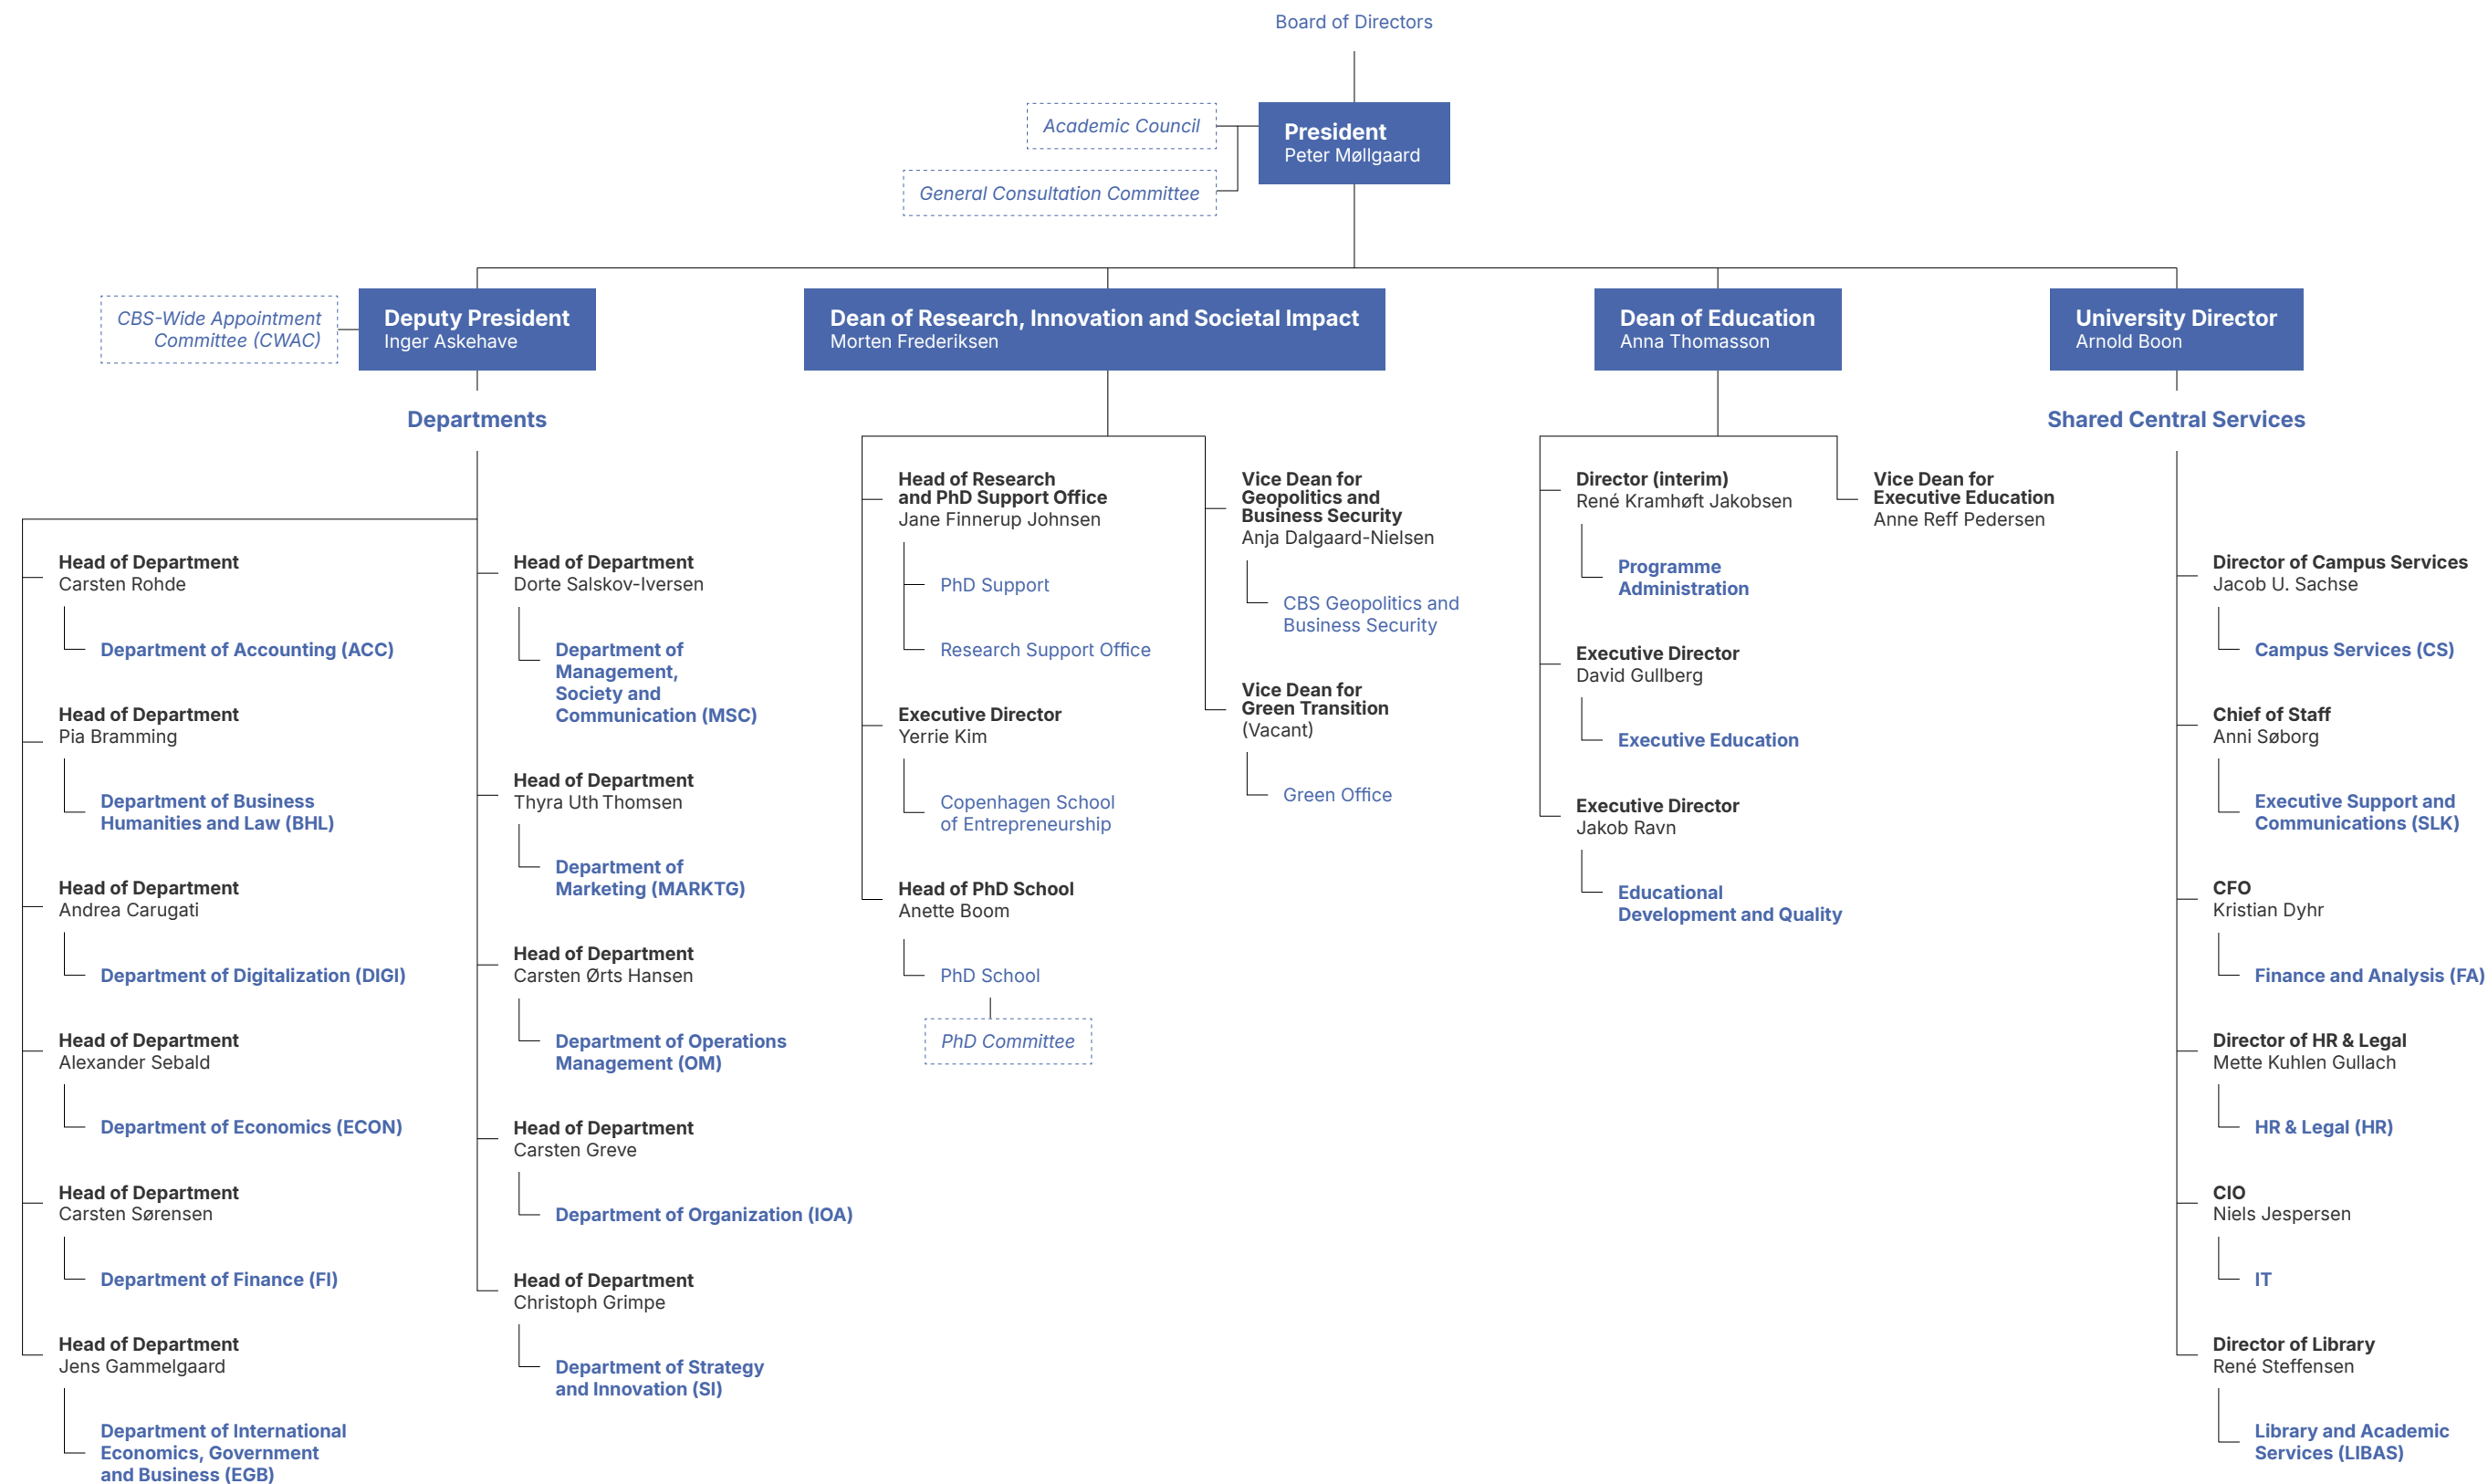 Board of Directors
Academic Council
President
Peter Møllgaard
General Consultation Committee
CBS-Wide Appointment
Committee (CWAC)
Deputy President
Inger Askehave
Dean of Research, Innovation and Societal Impact
Morten Frederiksen
Dean of Education
Anna Thomasson
University Director
Arnold Boon
Departments
Head of Department
Carsten Rohde
Department of Accounting (ACC)
Head of Department
Pia Bramming
Department of Business
Humanities and Law (BHL)
Head of Department
Andrea Carugati
Department of Digitalization (DIGI)
Head of Department
Alexander Sebald
Department of Economics (ECON)
Head of Department
Carsten Sørensen
Department of Finance (FI)
Head of Department
Jens Gammelgaard
Department of International
Economics, Government
and Business (EGB)
Head of Department
Dorte Salskov-Iversen
Department of
Management,
Society and
Communication (MSC)
Head of Department
Thyra Uth Thomsen
Department of
Marketing (MARKTG)
Head of Department
Carsten Ørts Hansen
Department of Operations
Management (OM)
Head of Department
Carsten Greve
Department of Organization (IOA)
Head of Department
Christoph Grimpe
Department of Strategy
and Innovation (SI)
Head of Research
and PhD Support Office
Jane Finnerup Johnsen
PhD Support
Research Support Office
Executive Director
Yerrie Kim
Copenhagen School
of Entrepreneurship
Head of PhD School
Anette Boom
PhD School
PhD Committee
Vice Dean for
Geopolitics and
Business Security
Anja Dalgaard-Nielsen
CBS Geopolitics and
Business Security
Vice Dean for
Green Transition
(Vacant)
Green Office
Director (interim)
René Kramhøft Jakobsen
Programme
Administration
Executive Director
David Gullberg
Executive Education
Executive Director
Jakob Ravn
Educational
Development and Quality
Vice Dean for
Executive Education
Anne Reff Pedersen
Shared Central Services
Director of Campus Services
Jacob U. Sachse
Campus Services (CS)
Chief of Staff
Anni Søborg
Executive Support and
Communications (SLK)
CFO
Kristian Dyhr
Finance and Analysis (FA)
Director of HR & Legal
Mette Kuhlen Gullach
HR & Legal (HR)
CIO
Niels Jespersen
IT
Director of Library
René Steffensen
Library and Academic
Services (LIBAS)